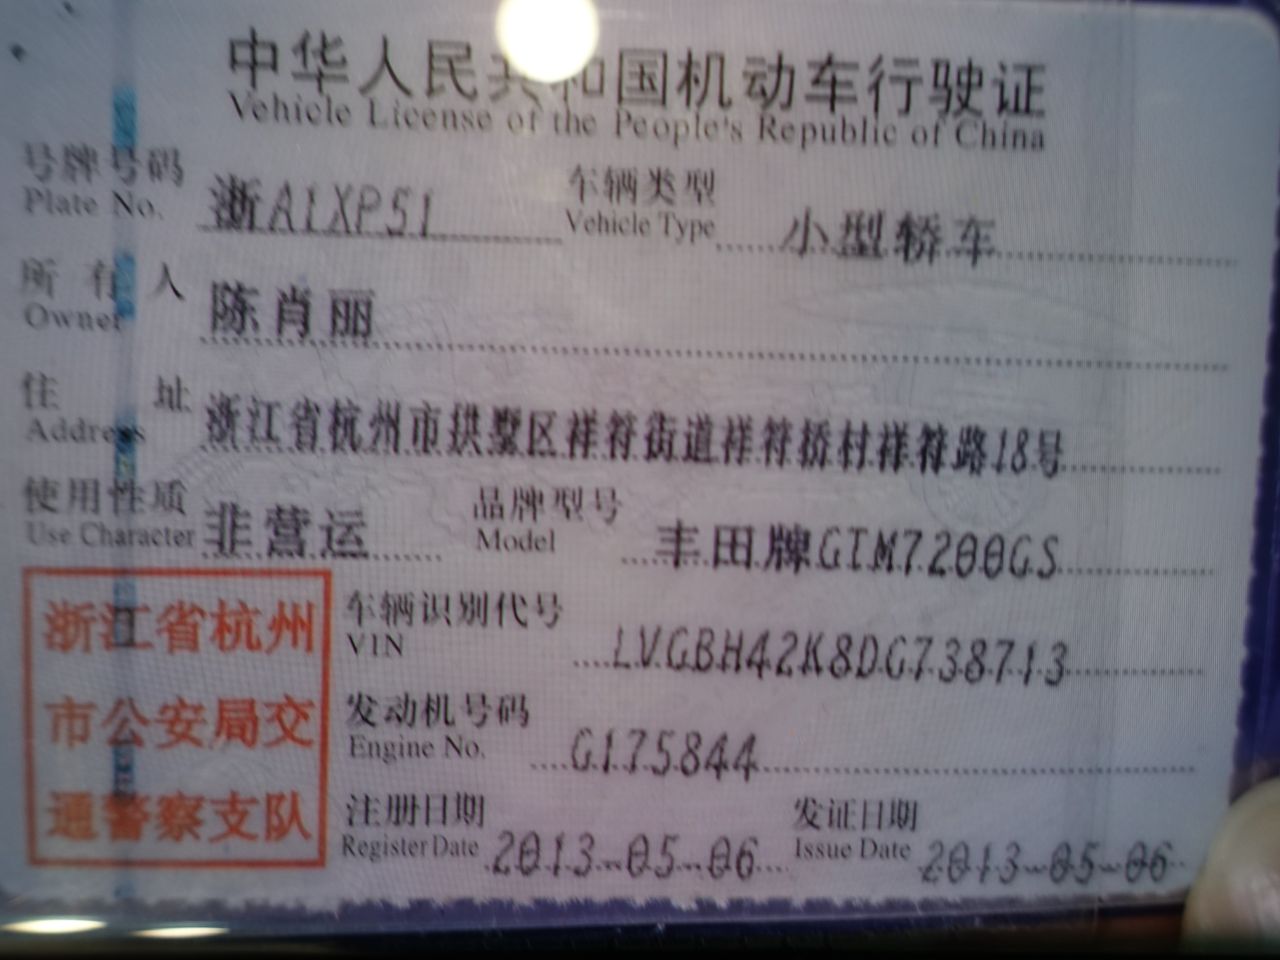 中华人民共和国机动车行驶证
Vehicle License of the People's Republic of China
号牌号码 浙A1XP51 车辆类型 小型轿车
Plate No. Vehicle Type
所有人 陈肖丽
Owner
住址 浙江省杭州市拱墅区祥符街道祥符桥村祥符路18号
Address
使用性质 非营运 品牌型号 丰田牌GTM7200GS
Use Character Model
浙江省杭州
市公安局交
通警察支队
车辆识别代号 LVGBH42K8DG738713
VIN
发动机号码 G175844
Engine No.
注册日期 2013-05-06 发证日期 2013-05-06
Register Date Issue Date